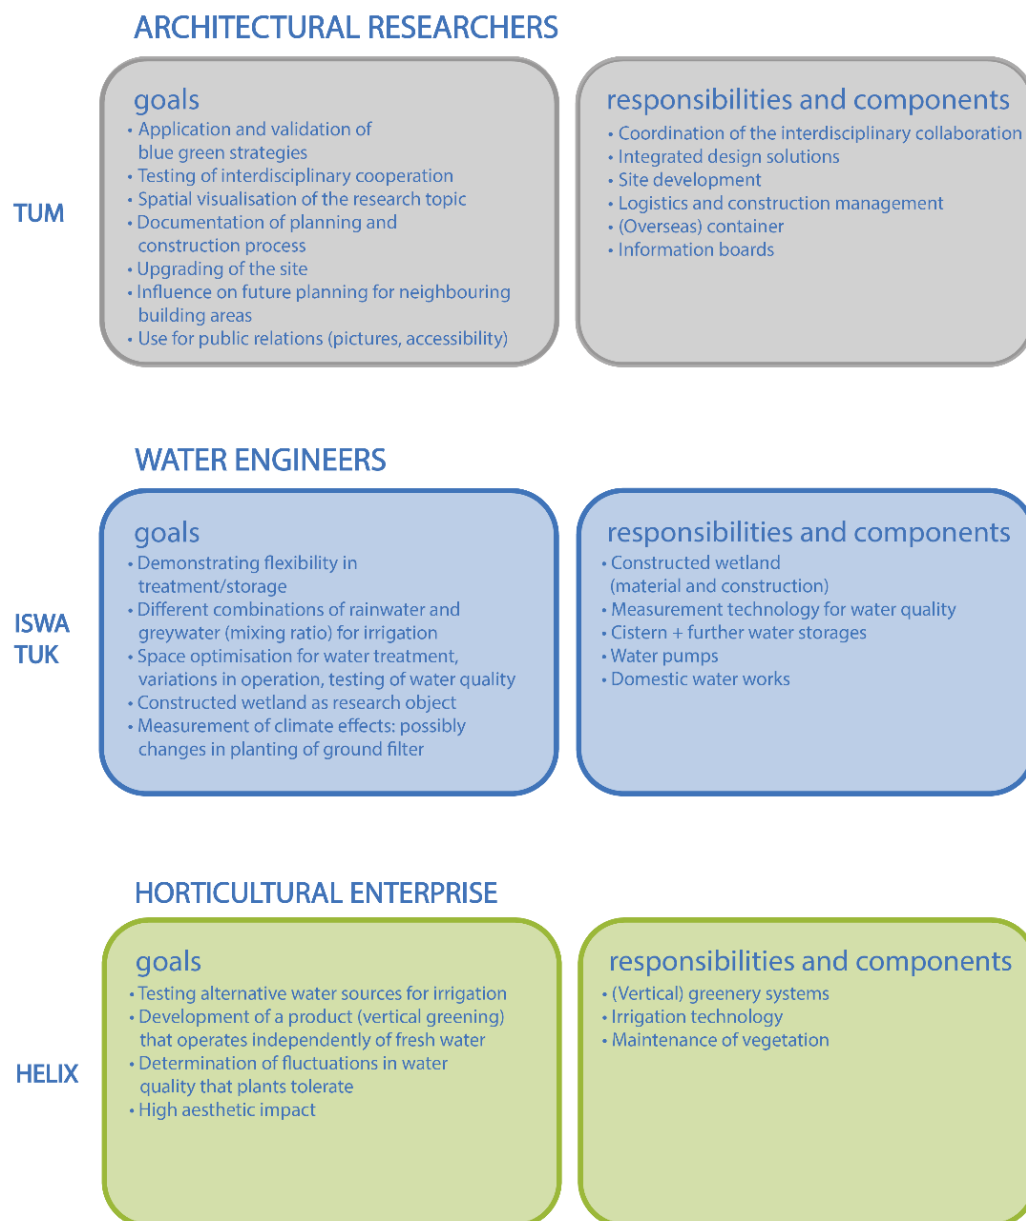 ARCHITECTURAL RESEARCHERS
TUM
goals
• Application and validation of
blue green strategies
• Testing of interdisciplinary cooperation
• Spatial visualisation of the research topic
• Documentation of planning and
construction process
• Upgrading of the site
• Influence on future planning for neighbouring
building areas
• Use for public relations (pictures, accessibility)
responsibilities and components
• Coordination of the interdisciplinary collaboration
• Integrated design solutions
• Site development
• Logistics and construction management
• (Overseas) container
• Information boards
WATER ENGINEERS
ISWA
TUK
goals
• Demonstrating flexibility in
treatment/storage
• Different combinations of rainwater and
greywater (mixing ratio) for irrigation
• Space optimisation for water treatment,
variations in operation, testing of water quality
• Constructed wetland as research object
• Measurement of climate effects: possibly
changes in planting of ground filter
responsibilities and components
• Constructed wetland
(material and construction)
• Measurement technology for water quality
• Cistern + further water storages
• Water pumps
• Domestic water works
HORTICULTURAL ENTERPRISE
HELIX
goals
• Testing alternative water sources for irrigation
• Development of a product (vertical greening)
that operates independently of fresh water
• Determination of fluctuations in water
quality that plants tolerate
• High aesthetic impact
responsibilities and components
• (Vertical) greenery systems
• Irrigation technology
• Maintenance of vegetation